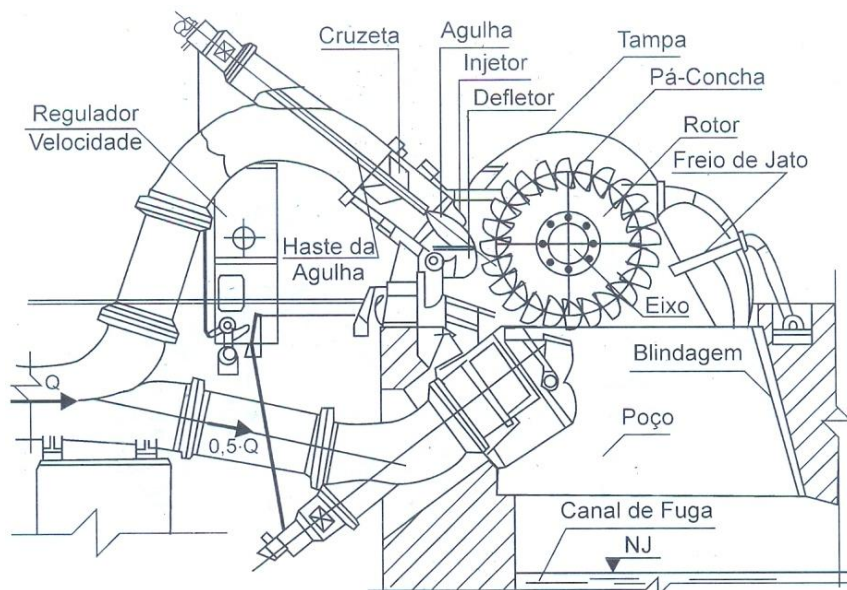 Cruzeta
Agulha
Injetor
Defletor
Tampa
Pá-Concha
Rotor
Freio de Jato
Regulador
Velocidade
Haste da
Agulha
Eixo
Blindagem
Q
Poço
0,5·Q
Canal de Fuga
NJ